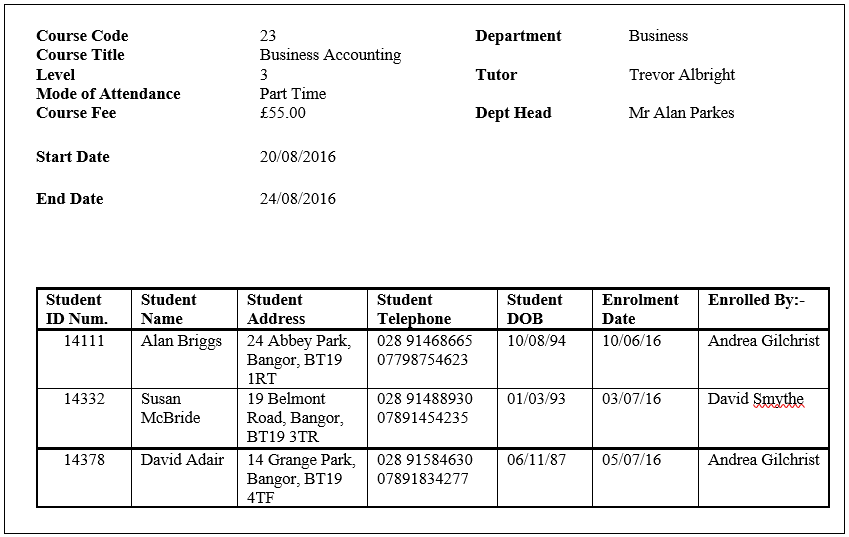 Course Code 23 Department Business
Course Title Business Accounting
Level 3 Tutor Trevor Albright
Mode of Attendance Part Time
Course Fee £55.00 Dept Head Mr Alan Parkes
Start Date 20/08/2016
End Date 24/08/2016
Student Student Student Student Student Enrolment Enrolled By:-
ID Num. Name Address Telephone DOB Date
14111 Alan Briggs 24 Abbey Park, 028 91468665 10/08/94 10/06/16 Andrea Gilchrist
Bangor, BT19 07798754623
1RT
14332 Susan 19 Belmont 028 91488930 01/03/93 03/07/16 David Smythe
McBride Road, Bangor, 07891454235
BT19 3TR
14378 David Adair 14 Grange Park, 028 91584630 06/11/87 05/07/16 Andrea Gilchrist
Bangor, BT19 07891834277
4TF